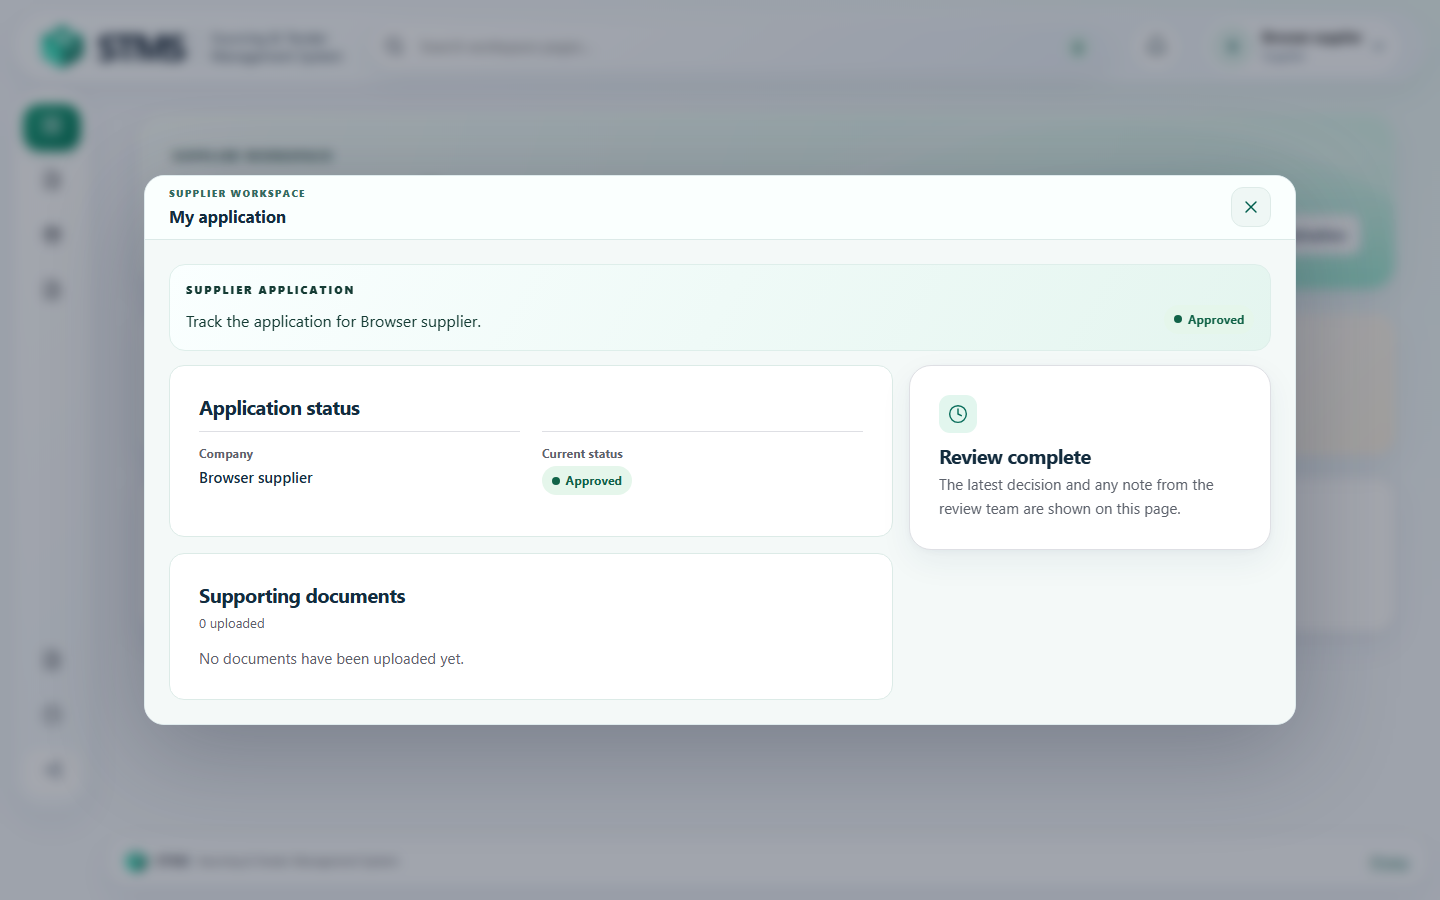 STMS
SUPPLIER WORKSPACE
My application
SUPPLIER APPLICATION
Track the application for Browser supplier.
Approved
Application status
Company
Browser supplier
Current status
Approved
Review complete
The latest decision and any note from the
review team are shown on this page.
Supporting documents
0 uploaded
No documents have been uploaded yet.